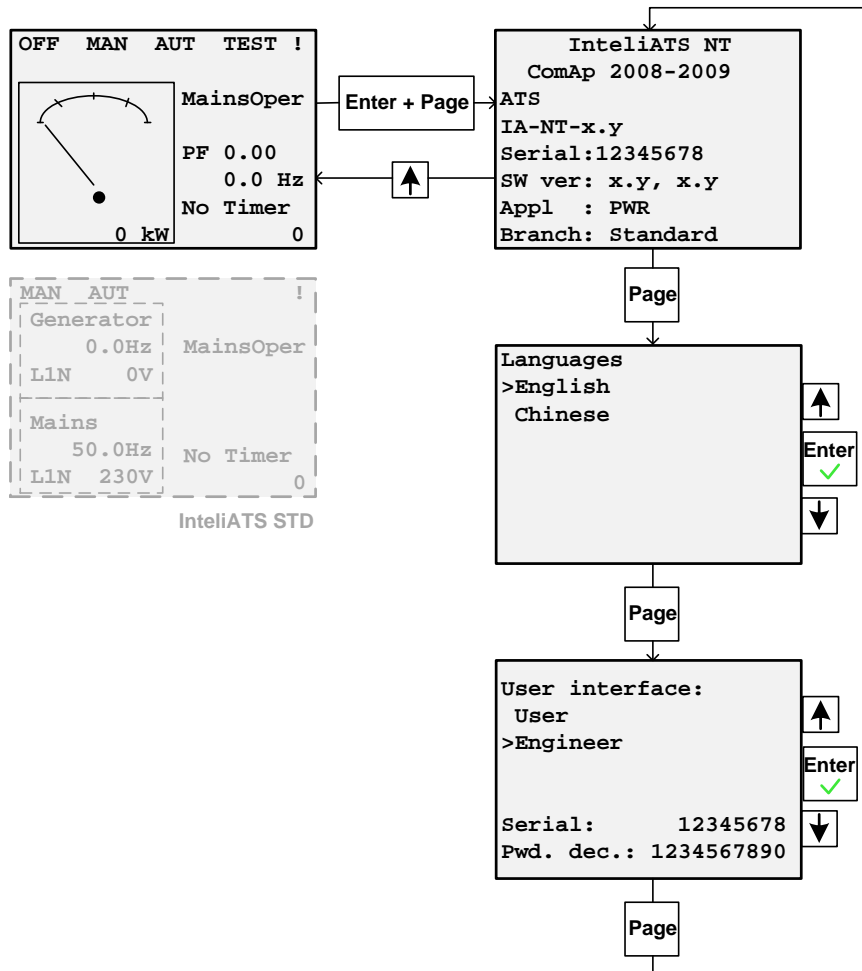 OFF MAN AUT TEST !
MainsOper
PF 0.00
0.0 Hz
No Timer
0 kW 0
Enter + Page
InteliATS NT
ComAp 2008-2009
ATS
IA-NT-x.y
Serial:12345678
SW ver: x.y, x.y
Appl : PWR
Branch: Standard
Page
MAN AUT !
Generator
0.0Hz MainsOper
L1N 0V
Mains
50.0Hz No Timer
L1N 230V 0
InteliATS STD
Languages
>English
Chinese
Enter
Page
User interface:
User
>Engineer
Serial: 12345678
Pwd. dec.: 1234567890
Enter
Page